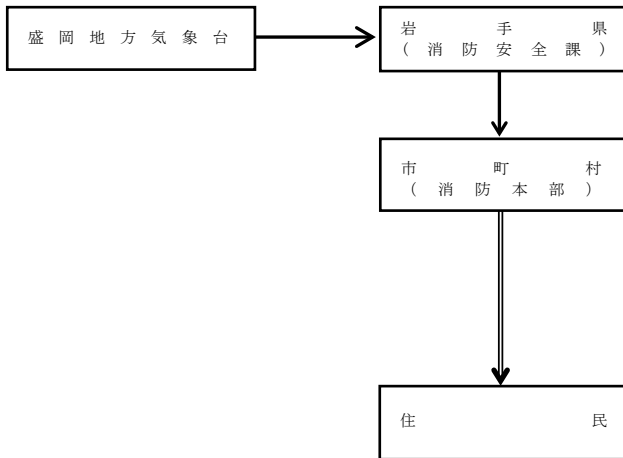 盛岡地方気象台
岩手県
(消防安全課)
市町村
(消防本部)
住民